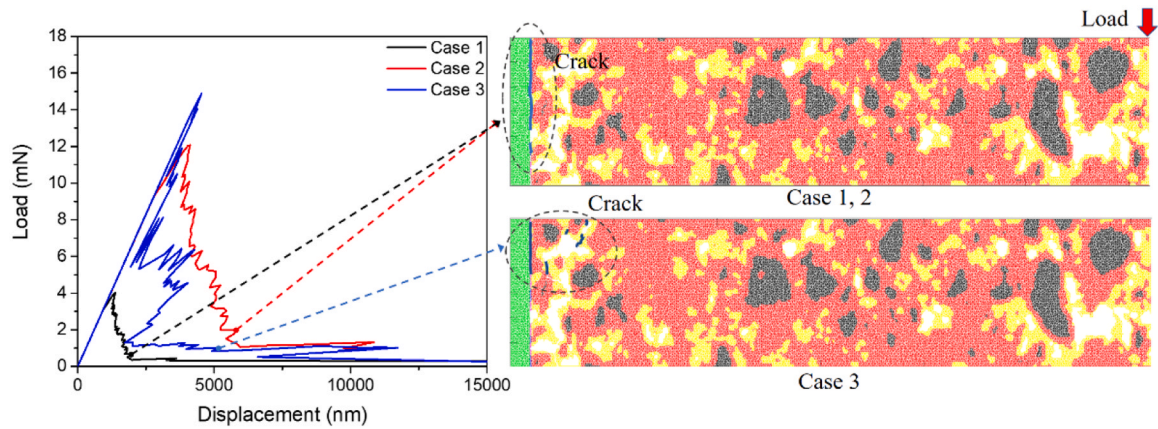 18
16
14
12
10
8
6
4
2
0
Load (mN)
Case 1
Case 2
Case 3
0
5000
10000
15000
Displacement (nm)
Load
Crack
Case 1, 2
Crack
Case 3